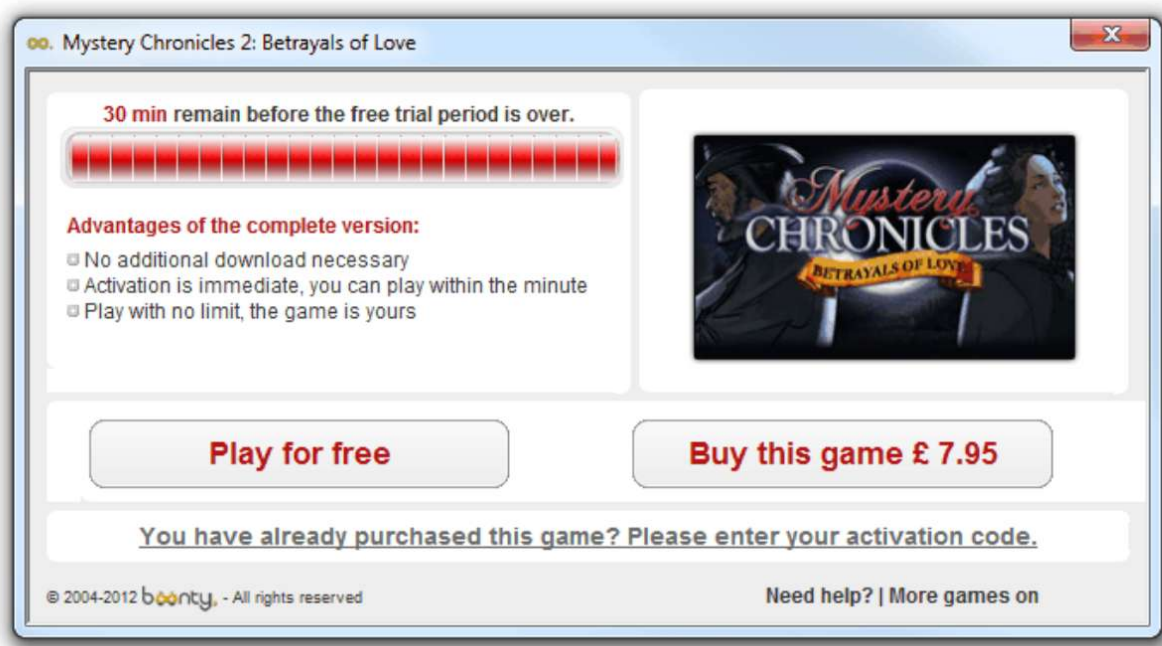 oo. Mystery Chronicles 2: Betrayals of Love
30 min remain before the free trial period is over.
Advantages of the complete version:
No additional download necessary
Activation is immediate, you can play within the minute
Play with no limit, the game is yours
Mystery
CHRONICLES
BETRAYALS OF LOVE
Play for free
Buy this game £ 7.95
You have already purchased this game? Please enter your activation code.
© 2004-2012 boonty. - All rights reserved
Need help? | More games on